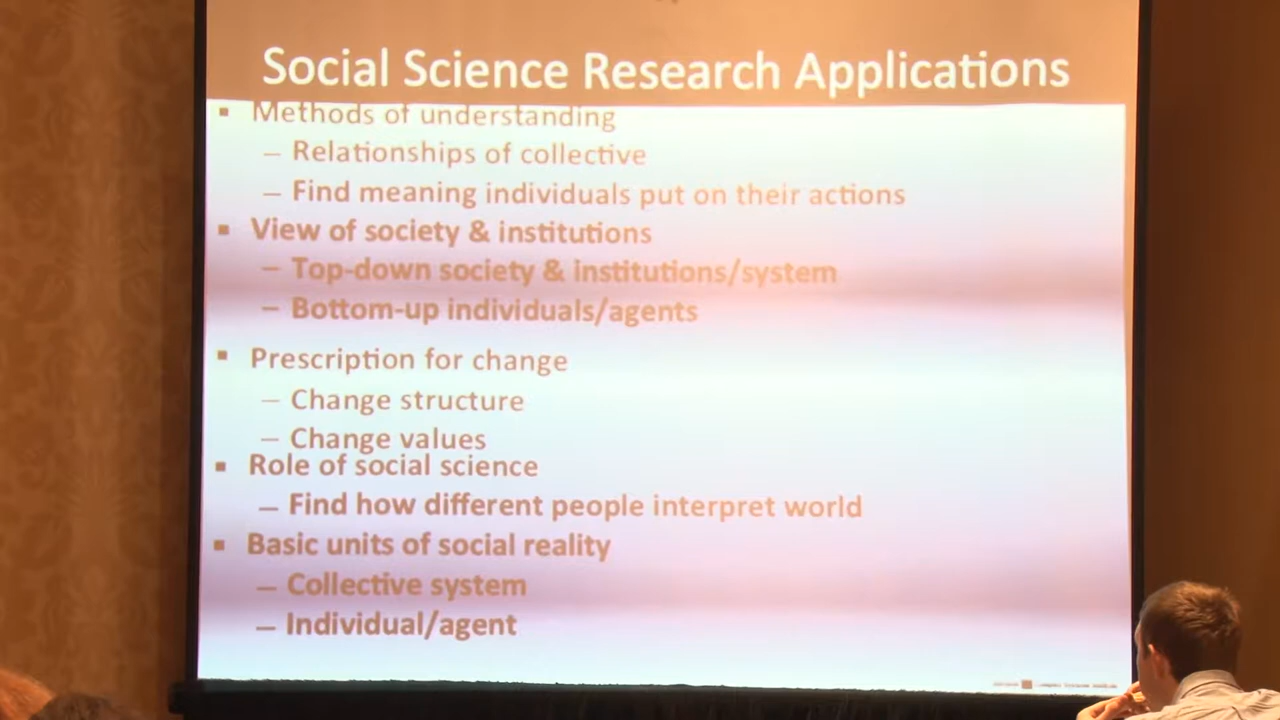 Social Science Research Applications
▪ Methods of understanding
– Relationships of collective
– Find meaning individuals put on their actions
▪ View of society & institutions
– Top-down society & institutions/system
– Bottom-up individuals/agents
▪ Prescription for change
– Change structure
– Change values
▪ Role of social science
– Find how different people interpret world
▪ Basic units of social reality
– Collective system
– Individual/agent